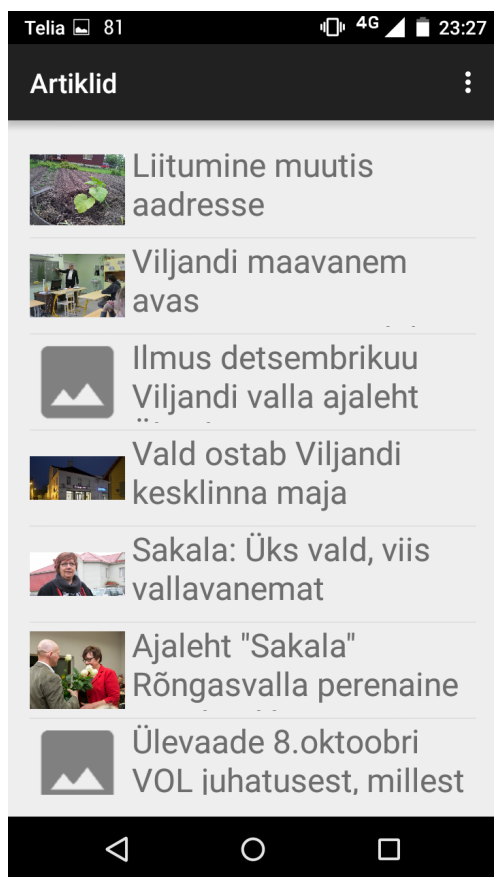 Telia 81 4G 23:27
Artiklid
Liitumine muutis
aadresse
Viljandi maavanem
avas
Ilmus detsembrikuu
Viljandi valla ajaleht
Vald ostab Viljandi
kesklinna maja
Sakala: Üks vald, viis
vallavanemat
Ajaleht "Sakala"
Rõngasvalla perenaine
Ülevaade 8.oktoobri
VOL juhatusest, millest